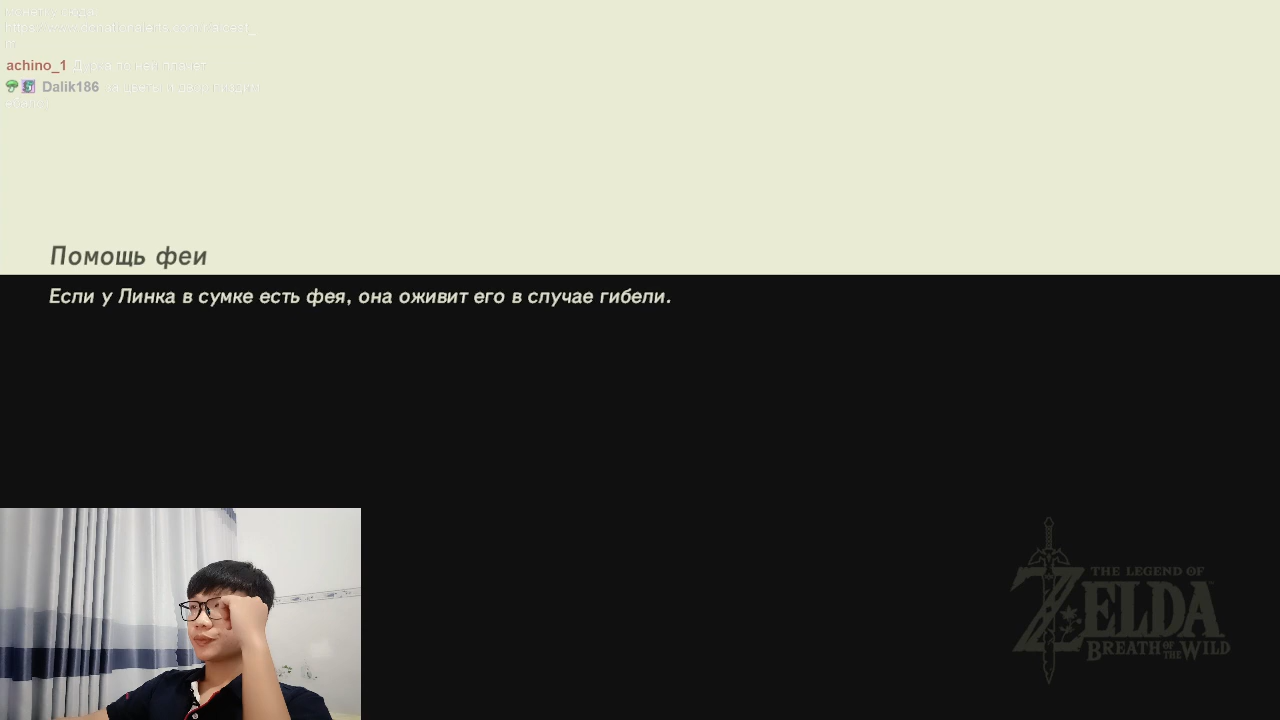 achino_1
Dalik186
Помощь феи
Если у Линка в сумке есть фея, она оживит его в случае гибели.
THE LEGEND OF
ZELDA
BREATH OF THE WILD